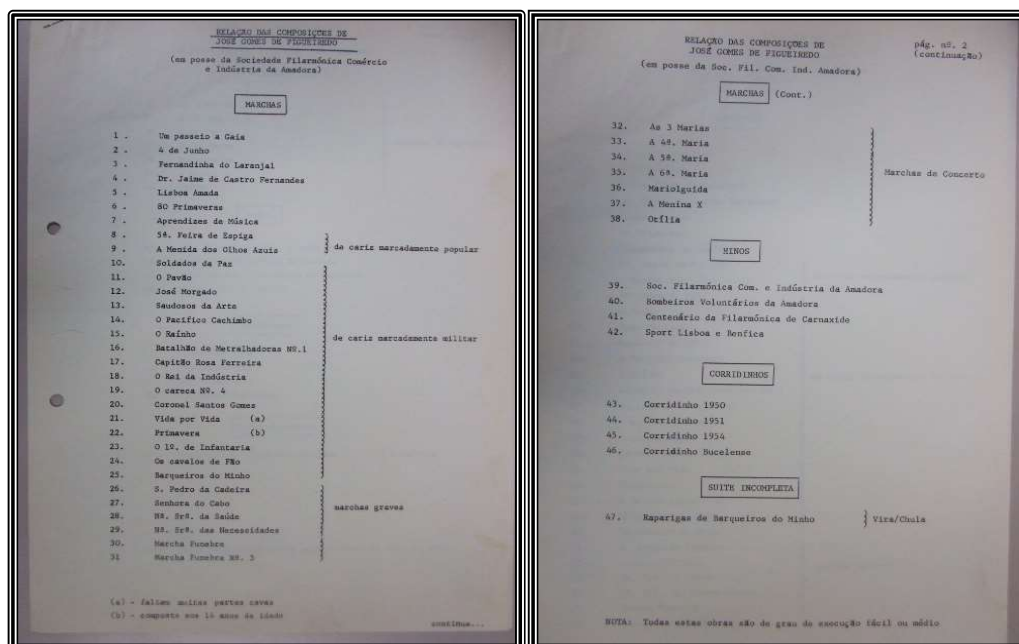 RELAÇÃO DAS COMPOSIÇÕES DE
JOSÉ GOMES DE FIGUEIREDO
(em posse da Sociedade Filarmónica Comércio
e Indústria da Amadora)
MARCHAS
1 . Um passeio a Gaia
2 . 4 de Junho
3 . Fernandinha do Laranjal
4 . Dr. Jaime de Castro Fernandes
5 . Lisboa Amada
6 . 80 Primaveras
7 . Aprendizes de Música
8 . 5ª. Feira de Espiga
9 . A Menida dos Olhos Azuis
de cariz marcadamente popular
10. Soldados da Paz
11. O Pavão
12. José Morgado
13. Saudosos da Arte
14. O Pacífico Cachimbo
15. O Raínho
de cariz marcadamente militar
16. Batalhão de Metralhadoras Nº.1
17. Capitão Rosa Ferreira
18. O Rei da Indústria
19. O careca Nº. 4
20. Coronel Santos Gomes
21. Vida por Vida (a)
22. Primavera (b)
23. O 1º. de Infantaria
24. Os cavalos de Fão
25. Barqueiros do Minho
26. S. Pedro da Cadeira
27. Senhora do Cabo
marchas graves
28. Nª. Srª. da Saúde
29. Nª. Srª. das Necessidades
30. Marcha Funebre
31 Marcha Funebre Nº. 3
(a) - faltam muitas partes cavas
(b) - composto aos 14 anos de idade
continua...
RELAÇÃO DAS COMPOSIÇÕES DE
JOSÉ GOMES DE FIGUEIREDO
pág. nº. 2
(continuação)
(em posse da Soc. Fil. Com. Ind. Amadora)
MARCHAS (Cont.)
32. As 3 Marias
33. A 4ª. Maria
34. A 5ª. Maria
35. A 6ª. Maria
Marchas de Concerto
36. Mariolguida
37. A Menina X
38. Otília
HINOS
39. Soc. Filarmónica Com. e Indústria da Amadora
40. Bombeiros Voluntários da Amadora
41. Centenário da Filarmónica de Carnaxide
42. Sport Lisboa e Benfica
CORRIDINHOS
43. Corridinho 1950
44. Corridinho 1951
45. Corridinho 1954
46. Corridinho Bucelense
SUITE INCOMPLETA
47. Raparigas de Barqueiros do Minho Vira/Chula
NOTA: Todas estas obras são de grau de execução fácil ou médio